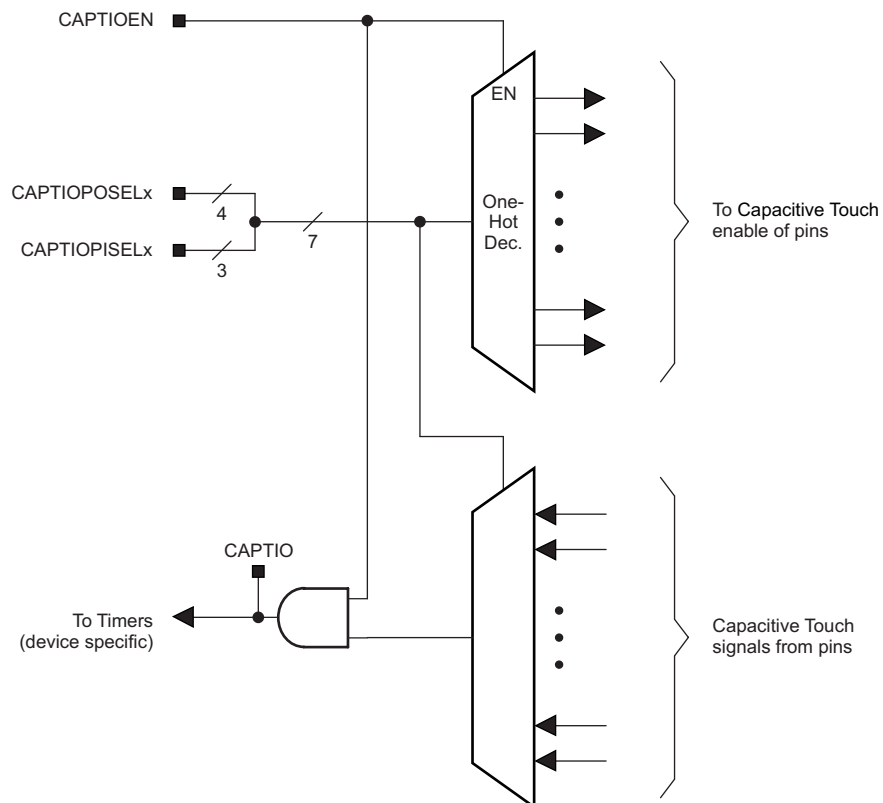 CAPTIOEN
EN
CAPTIOPOSELx
4
One-
Hot
Dec.
7
CAPTIOPISELx
3
To Capacitive Touch
enable of pins
CAPTIO
To Timers
(device specific)
Capacitive Touch
signals from pins